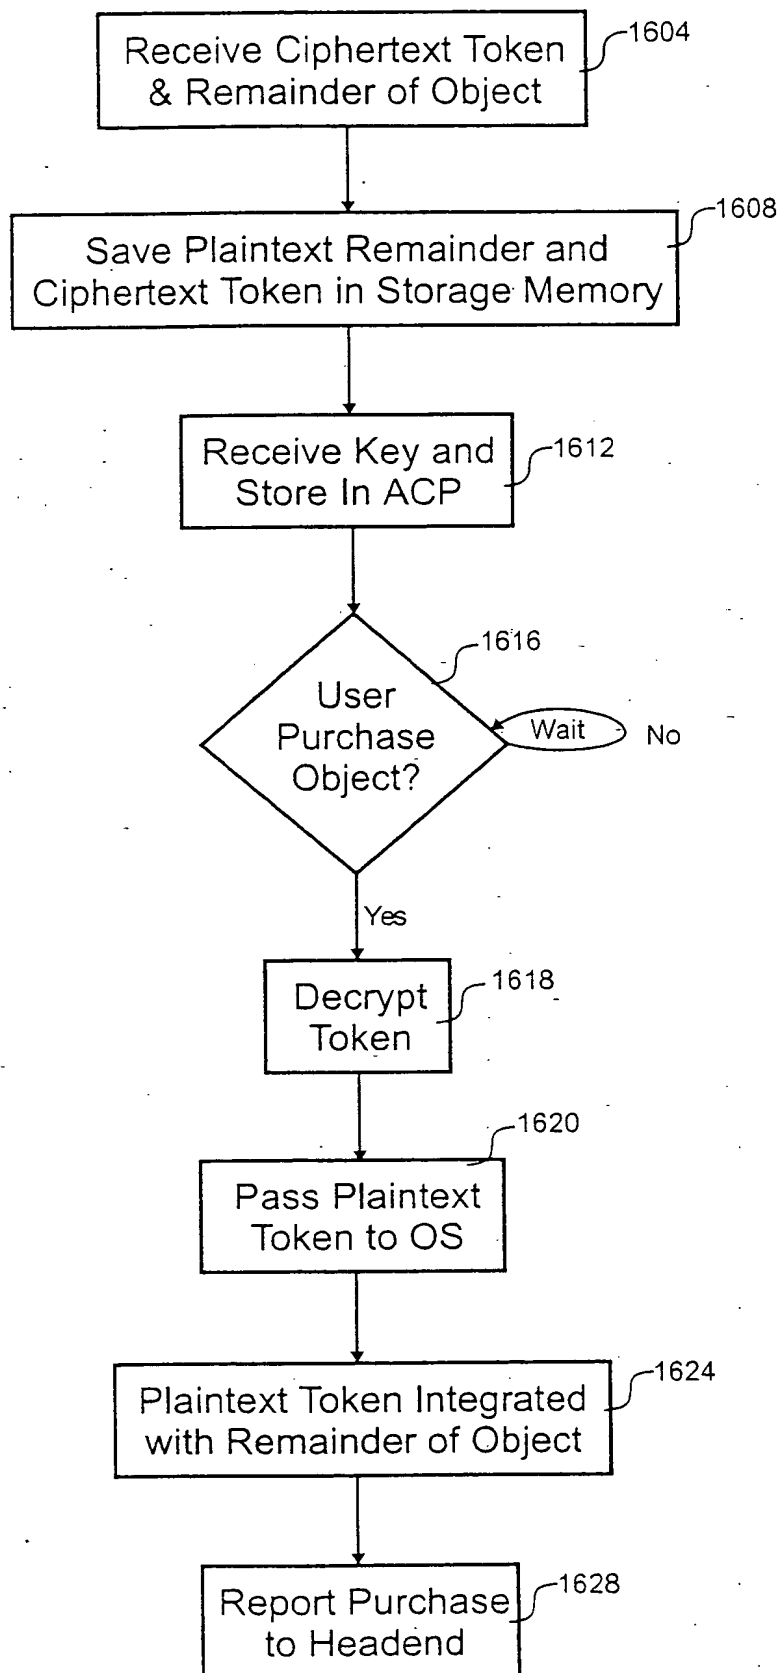 Receive Ciphertext Token
& Remainder of Object
1604
Save Plaintext Remainder and
Ciphertext Token in Storage Memory
1608
Receive Key and
Store In ACP
1612
1616
User
Purchase
Object?
Wait
No
Yes
Decrypt
Token
1618
1620
Pass Plaintext
Token to OS
Plaintext Token Integrated
with Remainder of Object
1624
Report Purchase
to Headend
1628